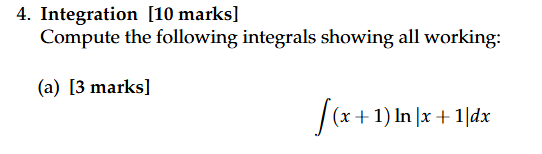 4. Integration [10 marks]
Compute the following integrals showing all working:
(a) [3 marks]
∫(x + 1) ln |x + 1|dx